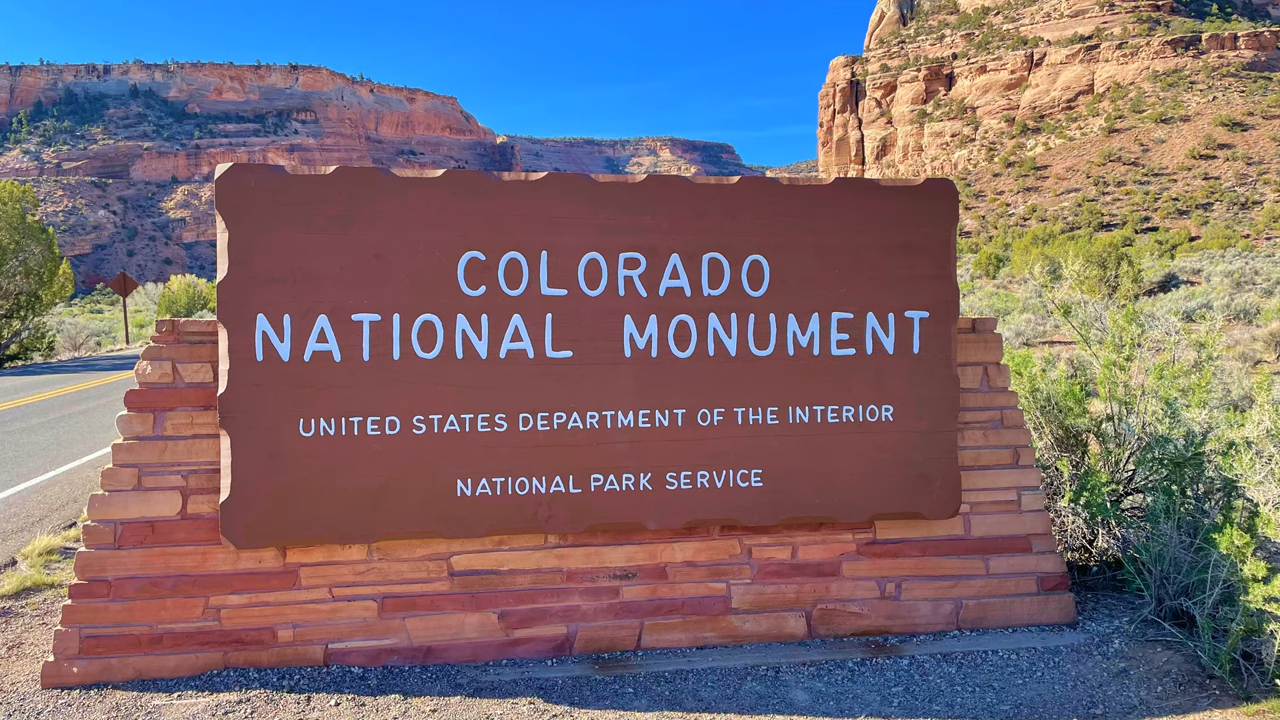 COLORADO
NATIONAL MONUMENT
UNITED STATES DEPARTMENT OF THE INTERIOR
NATIONAL PARK SERVICE